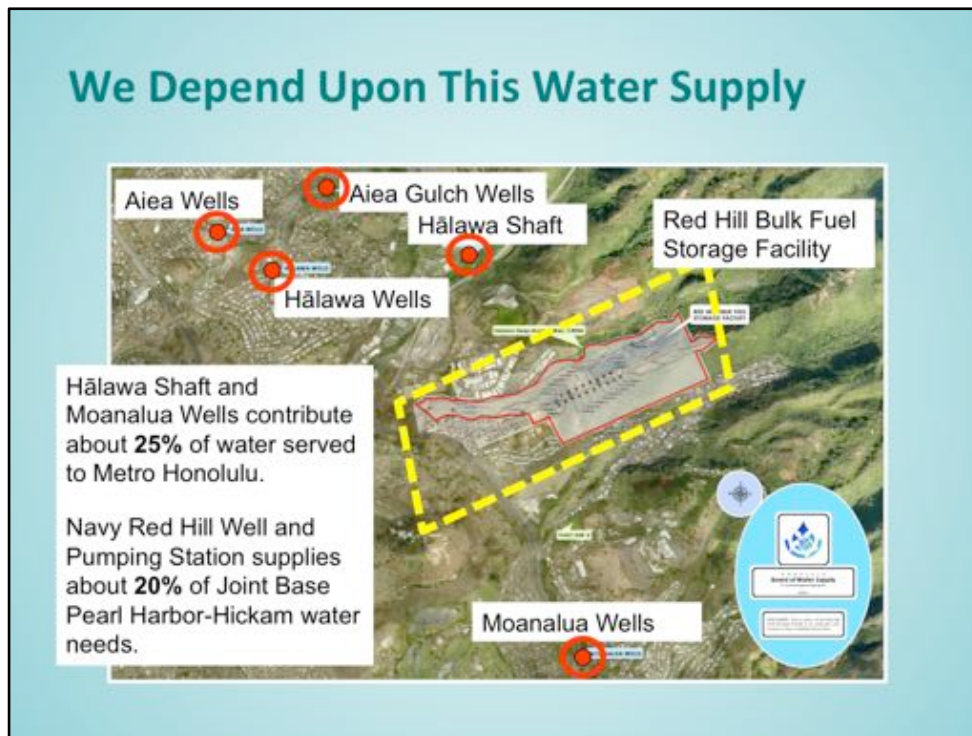 We Depend Upon This Water Supply
Aiea Wells
Aiea Gulch Wells
Hālawa Shaft
Red Hill Bulk Fuel
Storage Facility
Hālawa Wells
Hālawa Shaft and
Moanalua Wells contribute
about 25% of water served
to Metro Honolulu.
Navy Red Hill Well and
Pumping Station supplies
about 20% of Joint Base
Pearl Harbor-Hickam water
needs.
Moanalua Wells
Board of Water Supply